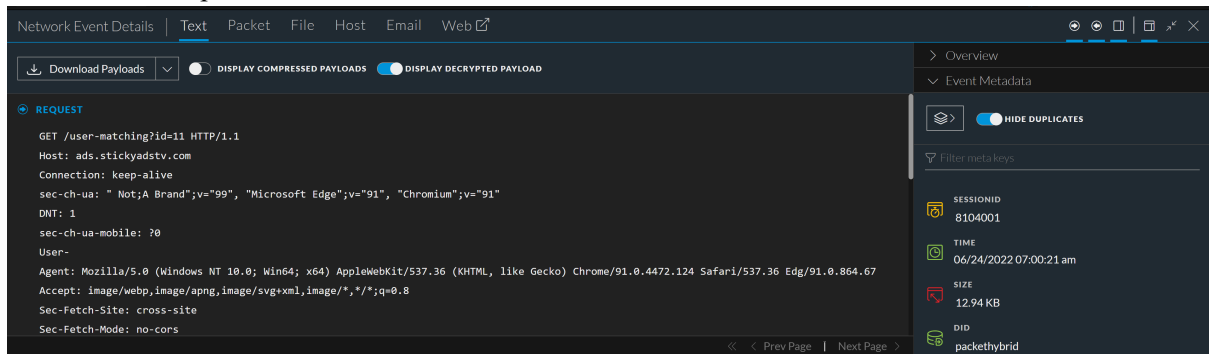 Network Event Details | Text Packet File Host Email Web
Download Payloads DISPLAY COMPRESSED PAYLOADS DISPLAY DECRYPTED PAYLOAD
REQUEST
GET /user-matching?id=11 HTTP/1.1
Host: ads.stickyadstv.com
Connection: keep-alive
sec-ch-ua: " Not;A Brand";v="99", "Microsoft Edge";v="91", "Chromium";v="91"
DNT: 1
sec-ch-ua-mobile: ?0
User-
Agent: Mozilla/5.0 (Windows NT 10.0; Win64; x64) AppleWebKit/537.36 (KHTML, like Gecko) Chrome/91.0.4472.124 Safari/537.36 Edg/91.0.864.67
Accept: image/webp,image/apng,image/svg+xml,image/*,*/*;q=0.8
Sec-Fetch-Site: cross-site
Sec-Fetch-Mode: no-cors
« < Prev Page | Next Page >
> Overview
Event Metadata
HIDE DUPLICATES
Filter meta keys
SESSIONID
8104001
TIME
06/24/2022 07:00:21 am
SIZE
12.94 KB
DID
packethybrid